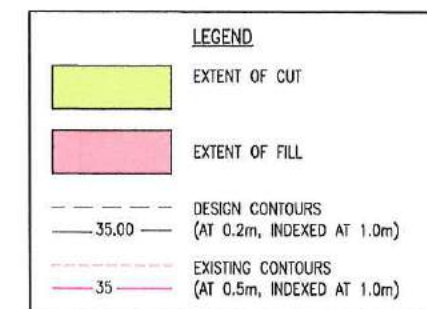 LEGEND
EXTENT OF CUT
EXTENT OF FILL
DESIGN CONTOURS
35.00 (AT 0.2m, INDEXED AT 1.0m)
EXISTING CONTOURS
35 (AT 0.5m, INDEXED AT 1.0m)